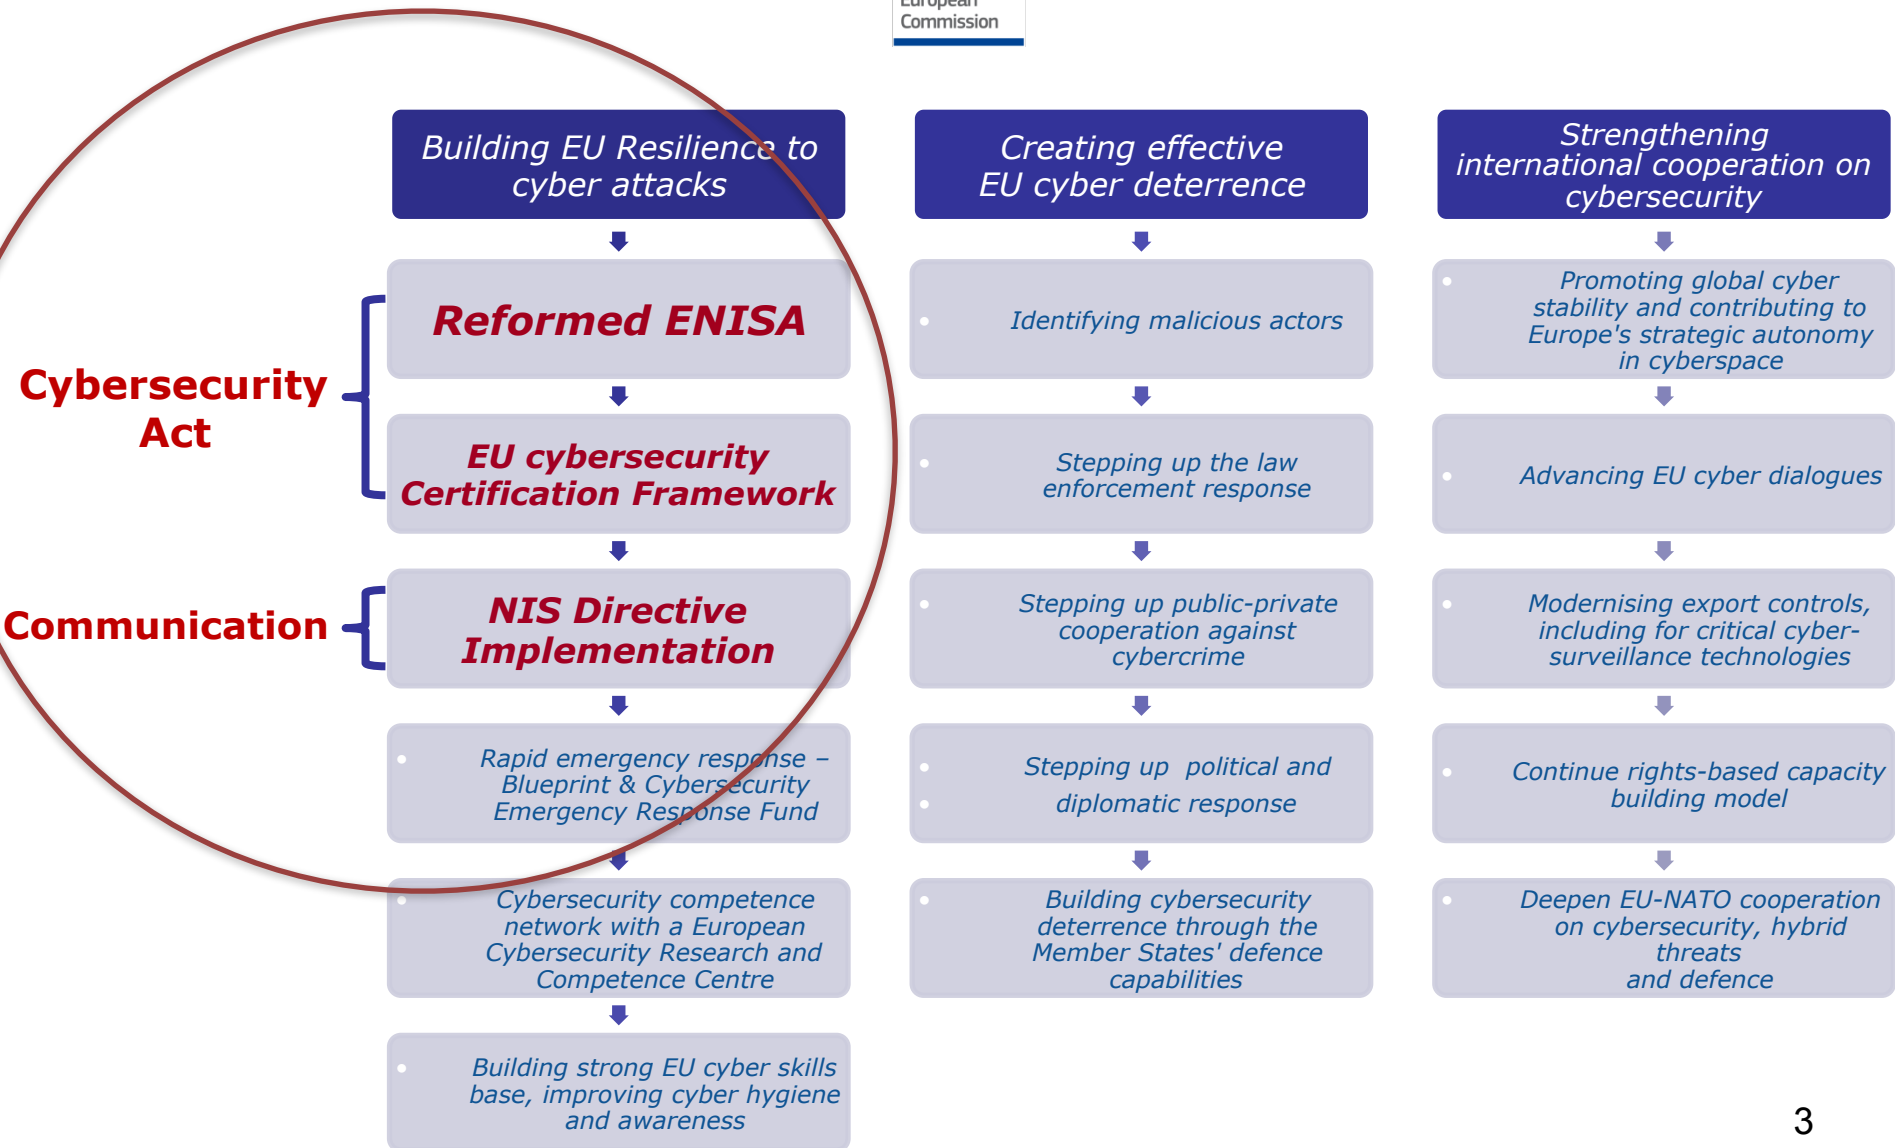 European
Commission
Building EU Resilience to
cyber attacks
Reformed ENISA
EU cybersecurity
Certification Framework
NIS Directive
Implementation
Rapid emergency response –
Blueprint & Cybersecurity
Emergency Response Fund
Cybersecurity competence
network with a European
Cybersecurity Research and
Competence Centre
Building strong EU cyber skills
base, improving cyber hygiene
and awareness
Cybersecurity
Act
Communication
Creating effective
EU cyber deterrence
Identifying malicious actors
Stepping up the law
enforcement response
Stepping up public-private
cooperation against
cybercrime
Stepping up political and
diplomatic response
Building cybersecurity
deterrence through the
Member States' defence
capabilities
Strengthening
international cooperation on
cybersecurity
Promoting global cyber
stability and contributing to
Europe's strategic autonomy
in cyberspace
Advancing EU cyber dialogues
Modernising export controls,
including for critical cyber-
surveillance technologies
Continue rights-based capacity
building model
Deepen EU-NATO cooperation
on cybersecurity, hybrid
threats
and defence
3